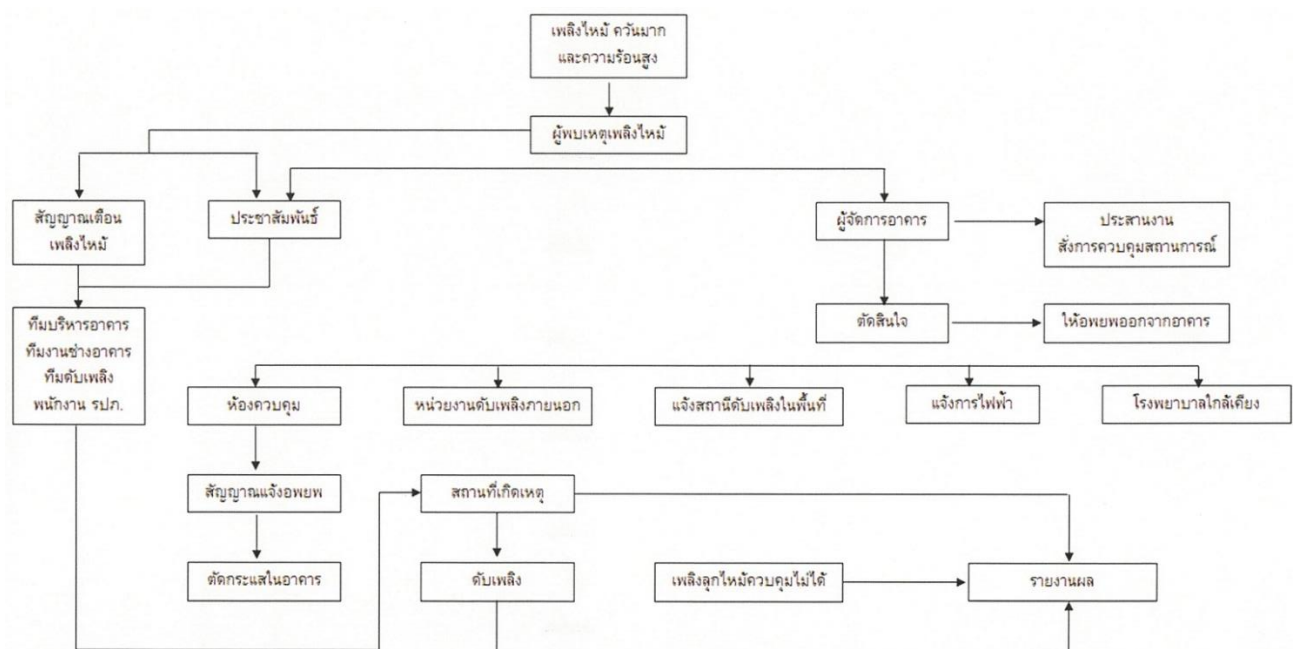 เพลิงไหม้ ควันมาก
และความร้อนสูง
ผู้พบเหตุเพลิงไหม้
สัญญาณเตือน
เพลิงไหม้
ประชาสัมพันธ์
ผู้จัดการอาคาร
ประสานงาน
สั่งการควบคุมสถานการณ์
ทีมบริหารอาคาร
ทีมงานช่างอาคาร
ทีมดับเพลิง
พนักงาน รปภ.
ตัดสินใจ
ให้อพยพออกจากอาคาร
ห้องควบคุม
หน่วยงานดับเพลิงภายนอก
แจ้งสถานีดับเพลิงในพื้นที่
แจ้งการไฟฟ้า
โรงพยาบาลใกล้เคียง
สัญญาณแจ้งอพยพ
สถานที่เกิดเหตุ
ตัดกระแสในอาคาร
ดับเพลิง
เพลิงลุกไหม้ควบคุมไม่ได้
รายงานผล